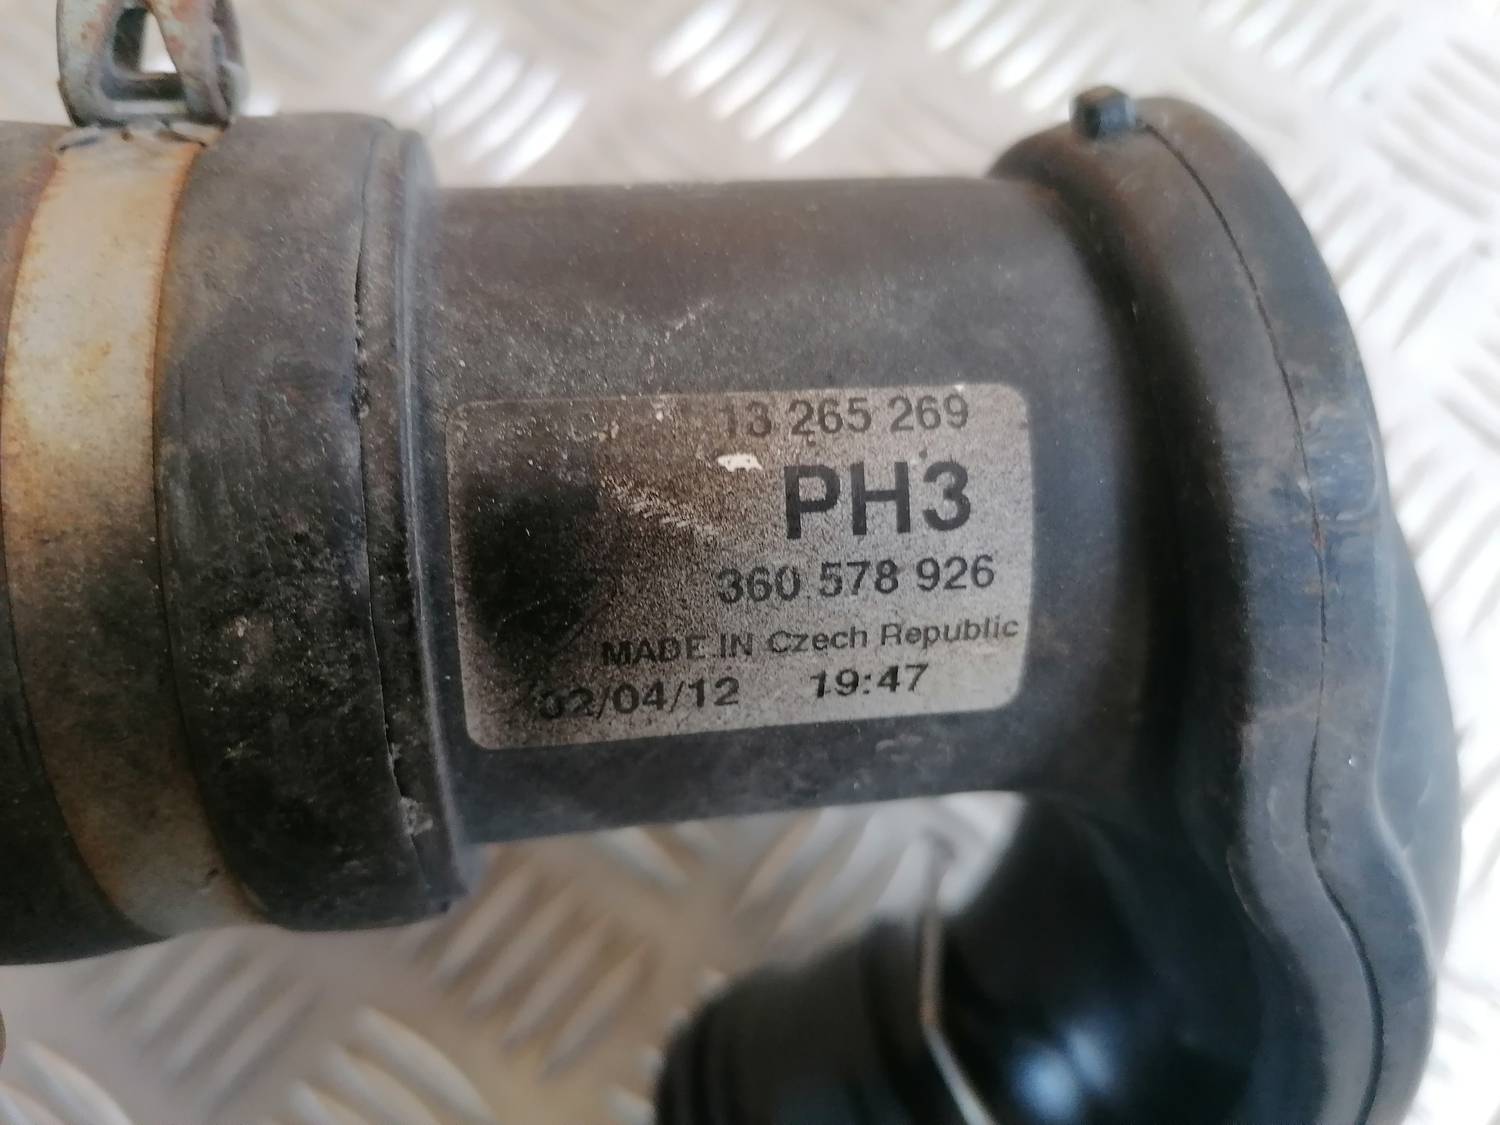 13 265 269
PH3
360 578 926
MADE IN Czech Republic
02/04/12 19:47